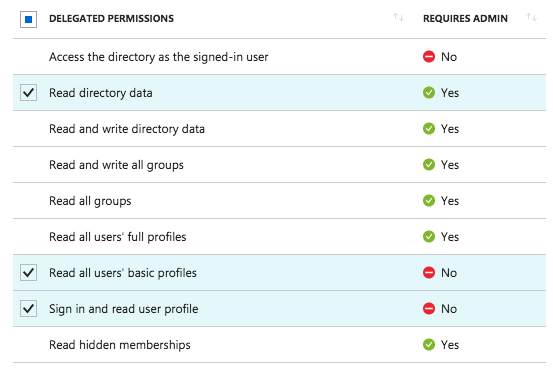 DELEGATED PERMISSIONS REQUIRES ADMIN
Access the directory as the signed-in user No
Read directory data Yes
Read and write directory data Yes
Read and write all groups Yes
Read all groups Yes
Read all users' full profiles Yes
Read all users' basic profiles No
Sign in and read user profile No
Read hidden memberships Yes